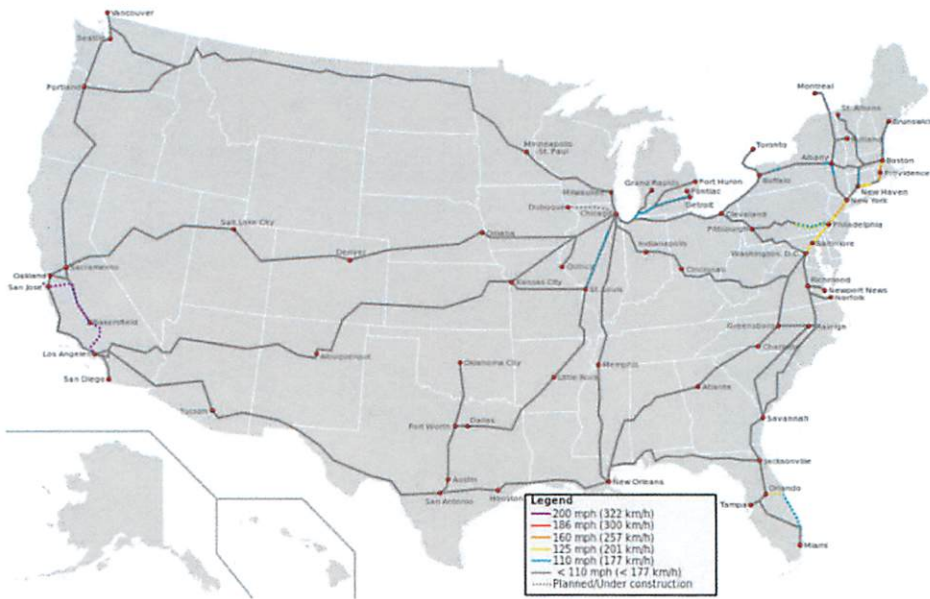 Vancouver
Seattle
Portland
Minneapolis
-St. Paul
Milwaukee
Dubuque
Chicago
Grand Rapids
Port Huron
Pontiac
Detroit
Toronto
Montreal
St. Albans
Rutland
Brunswick
Albany
Boston
Providence
Buffalo
New Haven
New York
Cleveland
Pittsburgh
Philadelphia
Baltimore
Washington, D.C.
Salt Lake City
Denver
Omaha
Quincy
Indianapolis
Cincinnati
Kansas City
St. Louis
Richmond
Newport News
Norfolk
Oakland
Sacramento
San Jose
Bakersfield
Los Angeles
San Diego
Albuquerque
Tucson
Oklahoma City
Little Rock
Memphis
Greensboro
Raleigh
Charlotte
Atlanta
Fort Worth
Dallas
Savannah
Austin
San Antonio
Houston
New Orleans
Jacksonville
Orlando
Tampa
Miami
Legend
200 mph (322 km/h)
186 mph (300 km/h)
160 mph (257 km/h)
125 mph (201 km/h)
110 mph (177 km/h)
< 110 mph (< 177 km/h)
Planned/Under construction